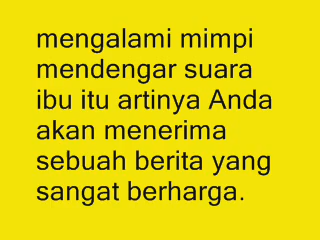 mengalami mimpi
mendengar suara
ibu itu artinya Anda
akan menerima
sebuah berita yang
sangat berharga.